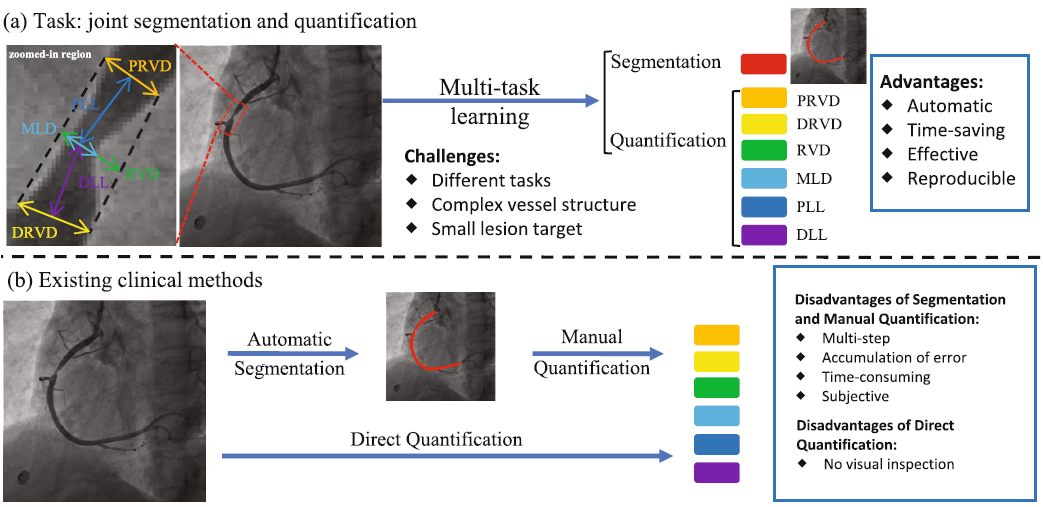 (a) Task: joint segmentation and quantification
zoomed-in region
PRVD
PLL
MLD
DLL
RVD
DRVD
Multi-task
learning
Challenges:
◆ Different tasks
◆ Complex vessel structure
◆ Small lesion target
Segmentation
Quantification
PRVD
DRVD
RVD
MLD
PLL
DLL
Advantages:
◆ Automatic
◆ Time-saving
◆ Effective
◆ Reproducible
(b) Existing clinical methods
Automatic
Segmentation
Manual
Quantification
Direct Quantification
Disadvantages of Segmentation
and Manual Quantification:
◆ Multi-step
◆ Accumulation of error
◆ Time-consuming
◆ Subjective
Disadvantages of Direct
Quantification:
◆ No visual inspection